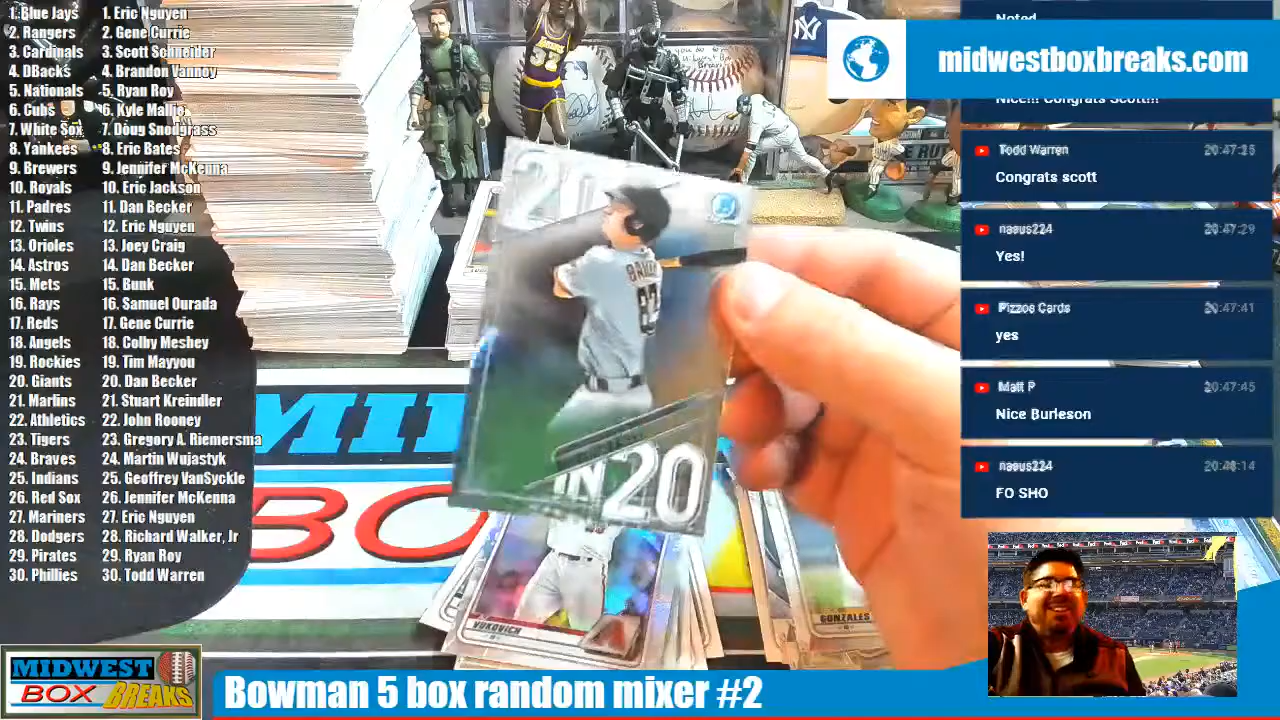 1. Blue Jays 1. Eric Nguyen
2. Rangers 2. Gene Currie
3. Cardinals 3. Scott Schneider
4. DBacks 4. Brandon Vannoy
5. Nationals 5. Ryan Roy
6. Cubs 6. Kyle Mallie
7. White Sox 7. Doug Snodgrass
8. Yankees 8. Eric Bates
9. Brewers 9. Jennifer McKenna
10. Royals 10. Eric Jackson
11. Padres 11. Dan Becker
12. Twins 12. Eric Nguyen
13. Orioles 13. Joey Craig
14. Astros 14. Dan Becker
15. Mets 15. Bunk
16. Rays 16. Samuel Ourada
17. Reds 17. Gene Currie
18. Angels 18. Colby Meshey
19. Rockies 19. Tim Mayyou
20. Giants 20. Dan Becker
21. Marlins 21. Stuart Kreindler
22. Athletics 22. John Rooney
23. Tigers 23. Gregory A. Riemersma
24. Braves 24. Martin Wujastyk
25. Indians 25. Geoffrey VanSyckle
26. Red Sox 26. Jennifer McKenna
27. Mariners 27. Eric Nguyen
28. Dodgers 28. Richard Walker, Jr
29. Pirates 29. Ryan Roy
30. Phillies 30. Todd Warren
32
20
IN 20
VUKOVICH
GONZALES
MIDW
BO
Noted
midwestboxbreaks.com
Nice!!! Congrats Scott!!!
Todd Warren 20:47:25
Congrats scott
nasus224 20:47:29
Yes!
Pizzos Cards 20:47:41
yes
Matt P 20:47:45
Nice Burleson
nasus224 20:48:14
FO SHO
MIDWEST
BOX BREAKS
Bowman 5 box random mixer #2